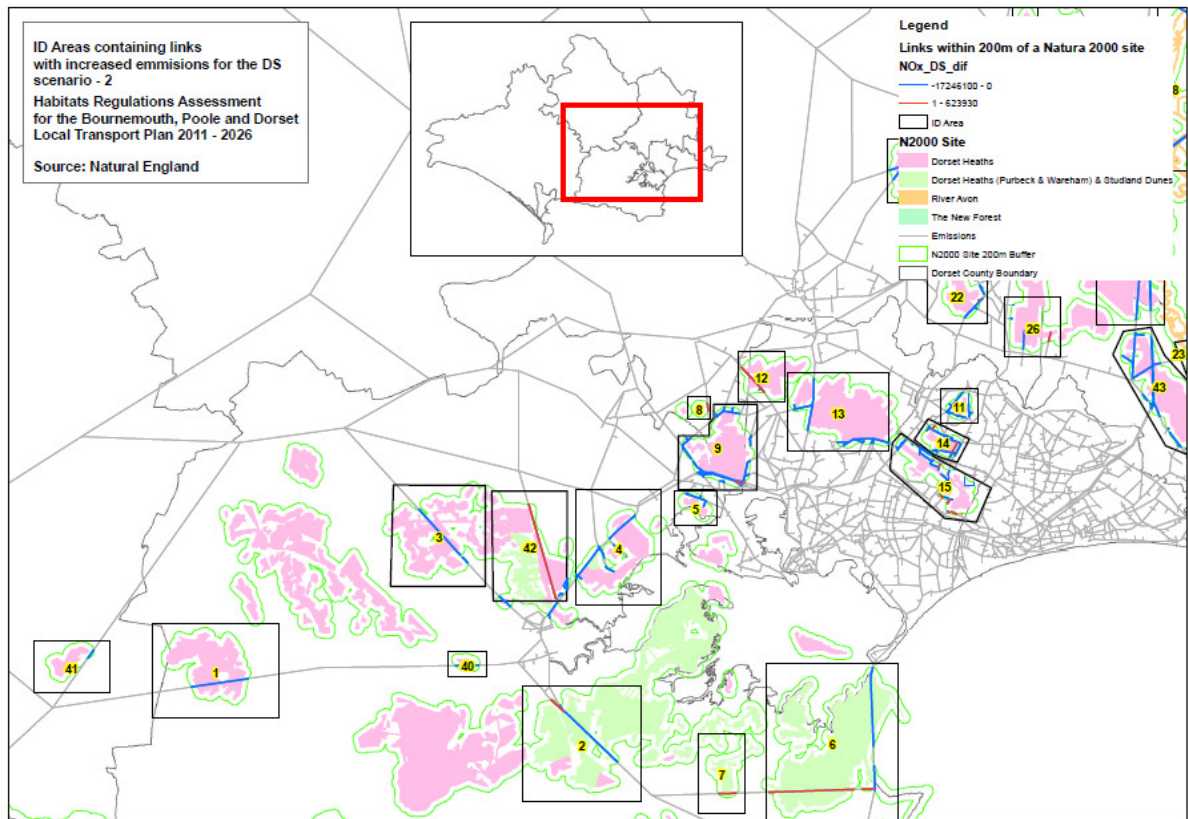 ID Areas containing links
with increased emmisions for the DS
scenario - 2
Habitats Regulations Assessment
for the Bournemouth, Poole and Dorset
Local Transport Plan 2011 - 2026
Source: Natural England
Legend
Links within 200m of a Natura 2000 site
NOx_DS_dif
-17246100 - 0
1 - 623930
ID Area
N2000 Site
Dorset Heaths
Dorset Heaths (Purbeck & Wareham) & Studland Dunes
River Avon
The New Forest
Emissions
N2000 Site 200m Buffer
Dorset County Boundary
8
22
26
23
43
12
13
11
8
9
14
15
5
3
42
4
41
1
40
2
7
6